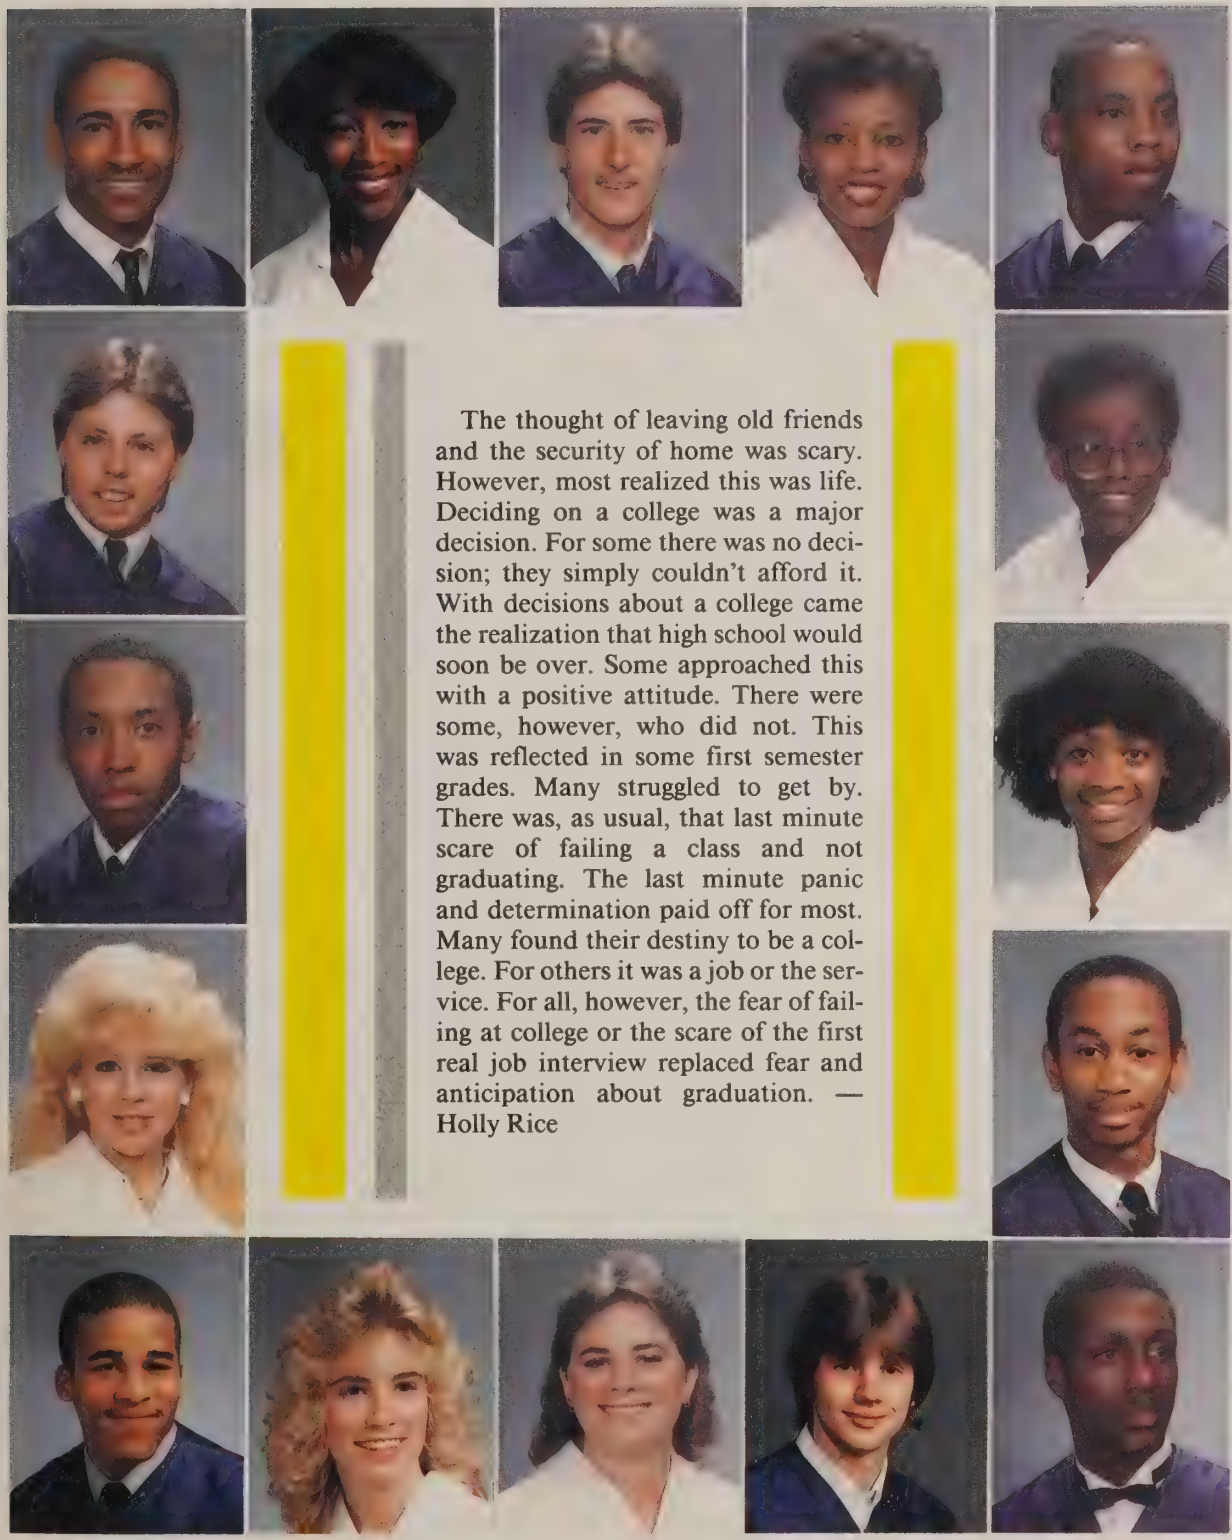 The thought of leaving old friends
and the security of home was scary.
However, most realized this was life.
Deciding on a college was a major
decision. For some there was no deci-
sion; they simply couldn't afford it.
With decisions about a college came
the realization that high school would
soon be over. Some approached this
with a positive attitude. There were
some, however, who did not. This
was reflected in some first semester
grades. Many struggled to get by.
There was, as usual, that last minute
scare of failing a class and not
graduating. The last minute panic
and determination paid off for most.
Many found their destiny to be a col-
lege. For others it was a job or the ser-
vice. For all, however, the fear of fail-
ing at college or the scare of the first
real job interview replaced fear and
anticipation about graduation. —
Holly Rice